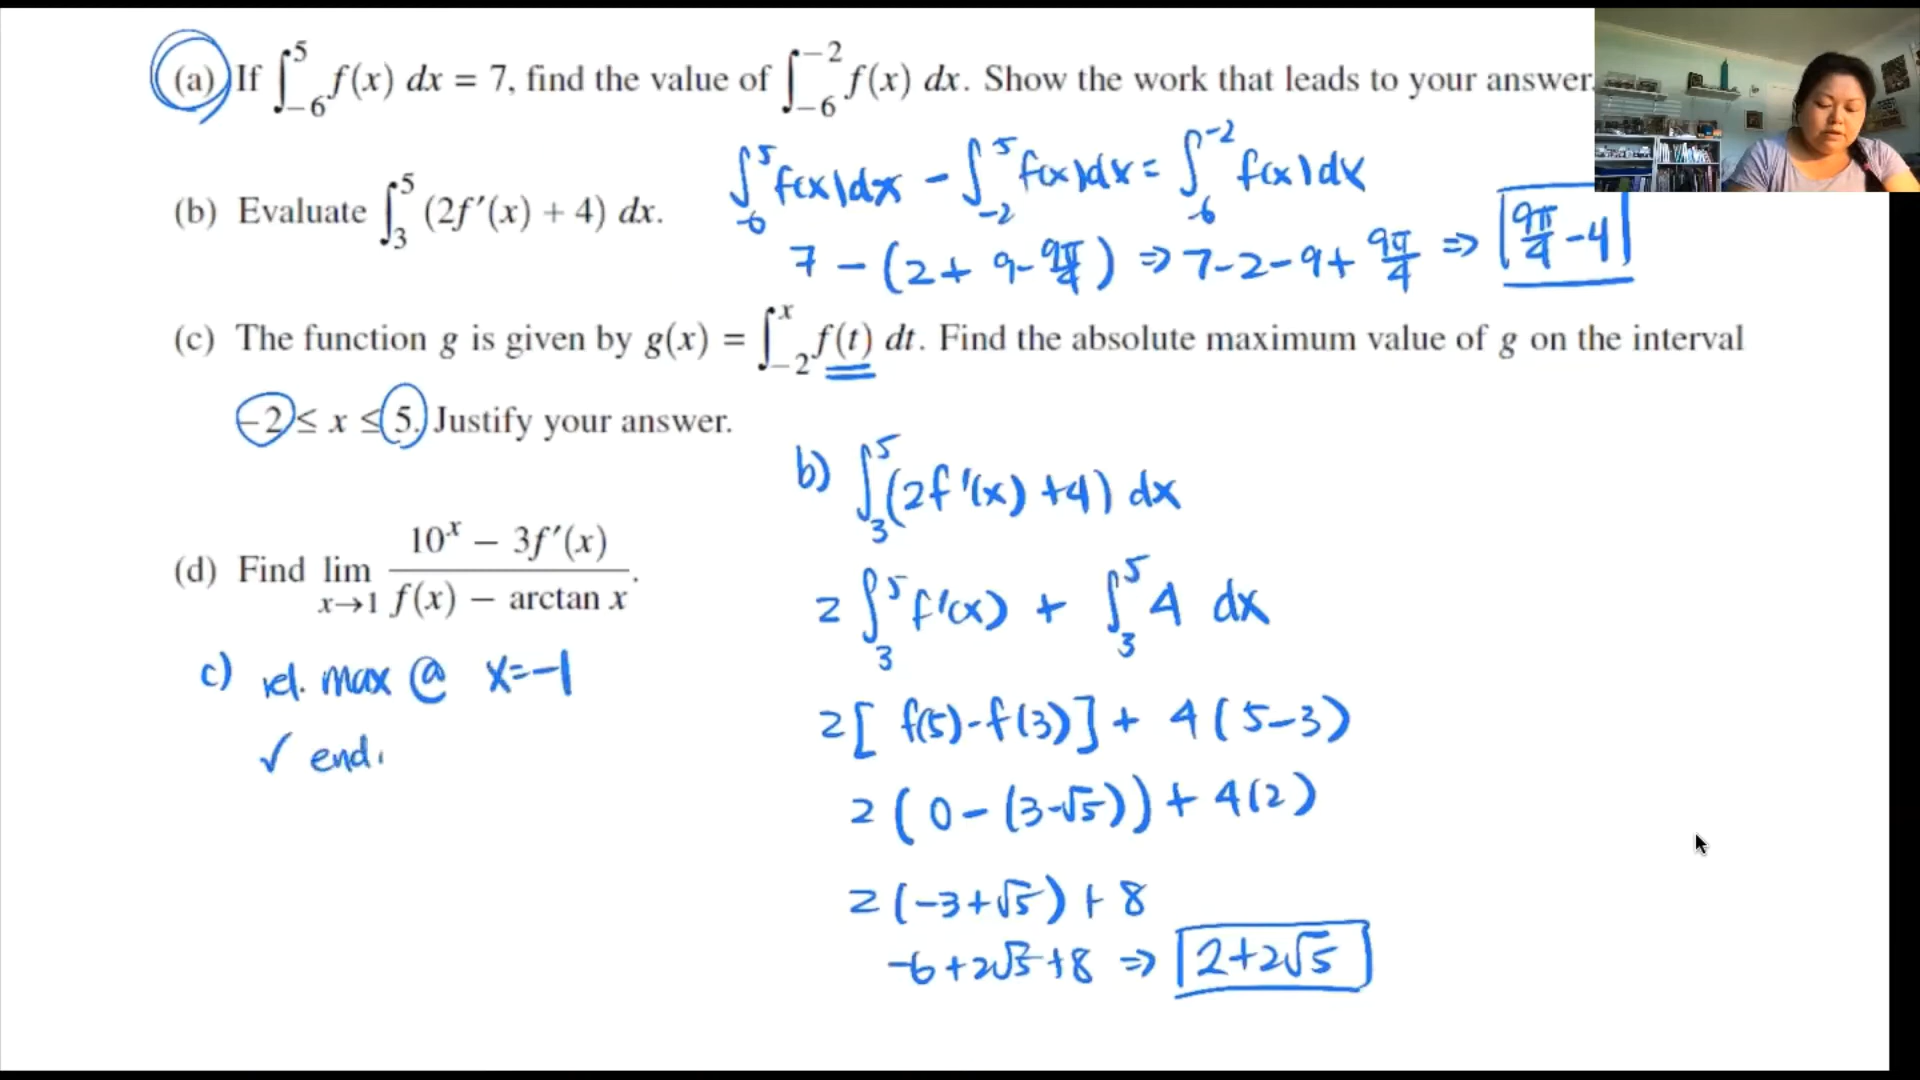 (a) If ∫_{-6}^{5} f(x) dx = 7, find the value of ∫_{-6}^{-2} f(x) dx. Show the work that leads to your answer.
∫_{-6}^{5} f(x)dx - ∫_{-2}^{5} f(x)dx = ∫_{-6}^{-2} f(x)dx
(b) Evaluate ∫_{3}^{5} (2f′(x) + 4) dx.
7 - (2 + 9 - 9π/4) ⇒ 7-2-9+ 9π/4 ⇒ 9π/4 - 4
(c) The function g is given by g(x) = ∫_{-2}^{x} f(t) dt. Find the absolute maximum value of g on the interval
-2 ≤ x ≤ 5. Justify your answer.
b) ∫_{3}^{5} (2f'(x) +4) dx
(d) Find lim_{x→1} (10^x − 3f′(x))/(f(x) − arctan x).
2 ∫_{3}^{5} f'(x) + ∫_{3}^{5} 4 dx
c) rel. max @ x=-1
2[ f(5)-f(3)] + 4(5-3)
✓ end.
2 ( 0 - (3-√5)) + 4(2)
2(-3+√5) + 8
-6+2√5+8 ⇒ 2+2√5